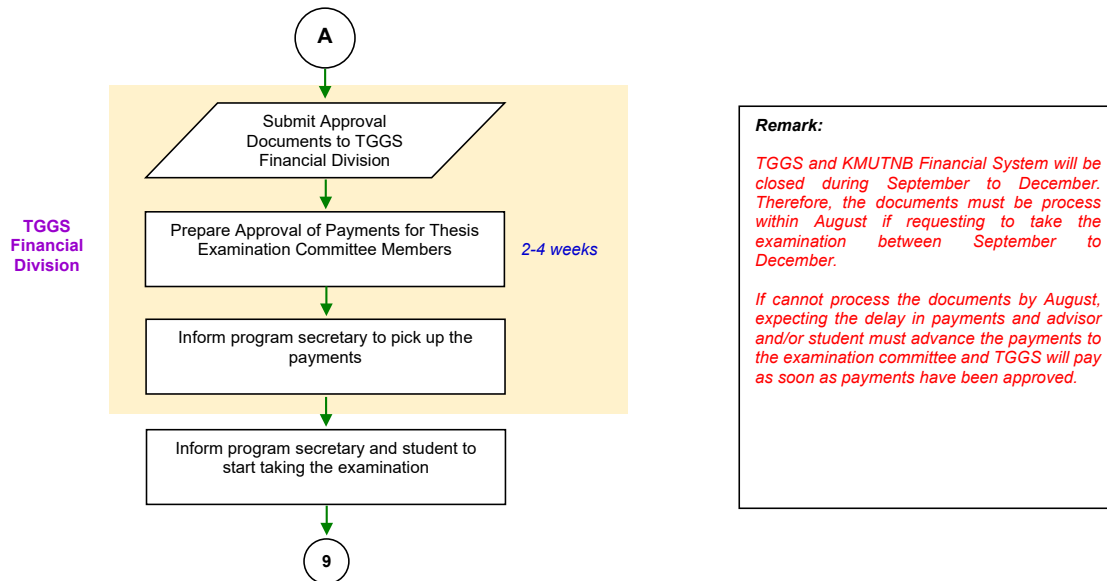 A
Submit Approval
Documents to TGGS
Financial Division
TGGS
Financial
Division
Prepare Approval of Payments for Thesis
Examination Committee Members
2-4 weeks
Inform program secretary to pick up the
payments
Inform program secretary and student to
start taking the examination
9
Remark:
TGGS and KMUTNB Financial System will be
closed during September to December.
Therefore, the documents must be process
within August if requesting to take the
examination between September to
December.
If cannot process the documents by August,
expecting the delay in payments and advisor
and/or student must advance the payments to
the examination committee and TGGS will pay
as soon as payments have been approved.